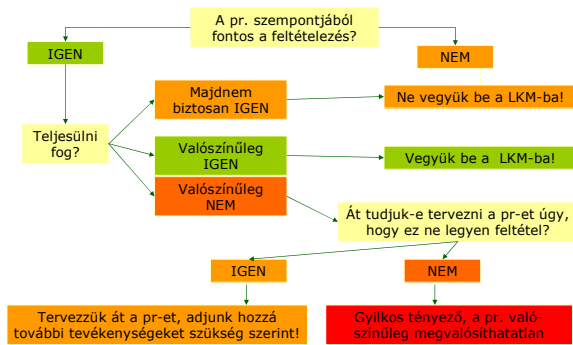 A pr. szempontjából
fontos a feltételezés?
IGEN
NEM
Majdnem
biztosan IGEN
Ne vegyük be a LKM-ba!
Teljesülni
fog?
Valószínűleg
IGEN
Vegyük be a LKM-ba!
Valószínűleg
NEM
Át tudjuk-e tervezni a pr-et úgy,
hogy ez ne legyen feltétel?
IGEN
NEM
Tervezzük át a pr-et, adjunk hozzá
további tevékenységeket szükség szerint!
Gyilkos tényező, a pr. való-
színűleg megvalósíthatatlan